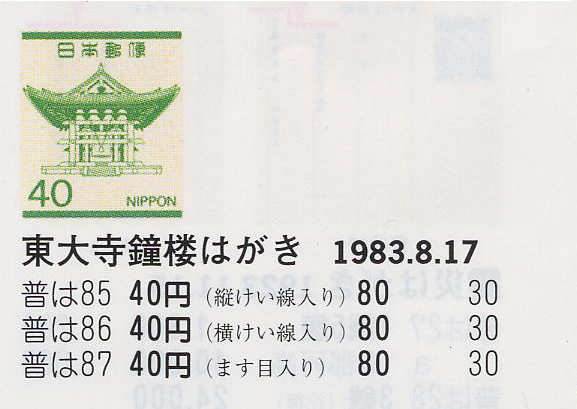 日本郵便
40 NIPPON
東大寺鐘楼はがき 1983.8.17
普は85 40円(縦けい線入り) 80 30
普は86 40円(横けい線入り) 80 30
普は87 40円(ます目入り) 80 30